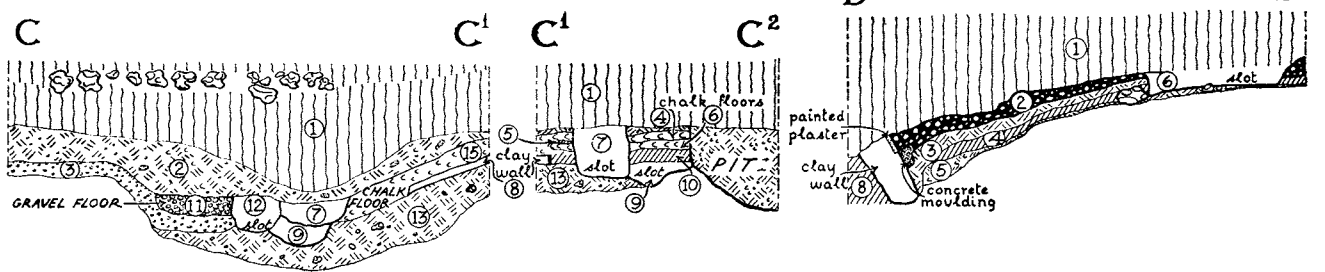 C C¹
① ② ③ ⑮ ⑬
GRAVEL FLOOR ⑪ ⑫ slot ⑦ ⑨
CHALK FLOOR
C¹ C²
①
chalk floors
⑤ ④ ⑥
⑦ slot
clay wall ⑧
⑬ slot ⑨ ⑩
PIT
①
② ⑥ slot
painted plaster
③ ④ ⑤
clay wall ⑧
concrete moulding